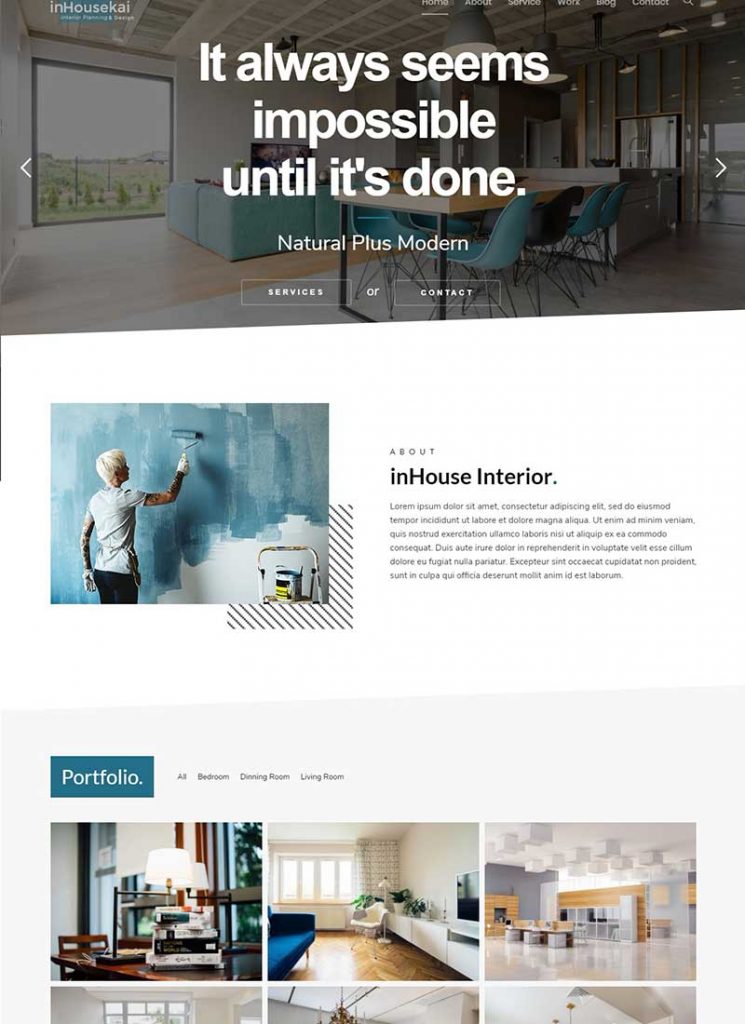 inHousekai
Interior Planning & Design
Home About Service Work Blog Contact
It always seems
impossible
until it's done.
Natural Plus Modern
SERVICES or CONTACT
ABOUT
inHouse Interior.
Lorem ipsum dolor sit amet, consectetur adipiscing elit, sed do eiusmod
tempor incididunt ut labore et dolore magna aliqua. Ut enim ad minim veniam,
quis nostrud exercitation ullamco laboris nisi ut aliquip ex ea commodo
consequat. Duis aute irure dolor in reprehenderit in voluptate velit esse cillum
dolore eu fugiat nulla pariatur. Excepteur sint occaecat cupidatat non proident,
sunt in culpa qui officia deserunt mollit anim id est laborum.
Portfolio.
All Bedroom Dinning Room Living Room